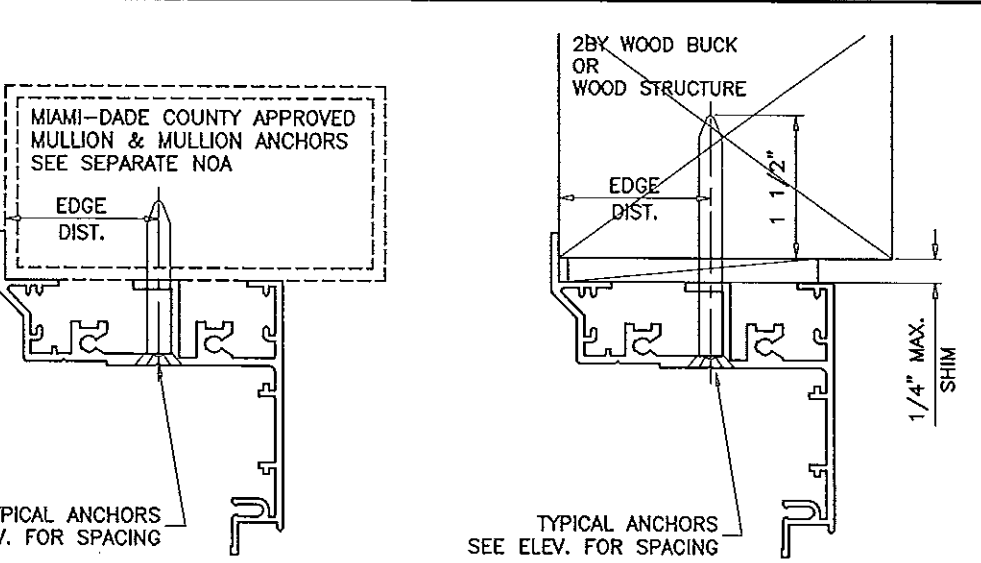 MIAMI-DADE COUNTY APPROVED
MULLION & MULLION ANCHORS
SEE SEPARATE NOA
EDGE
DIST.
PICAL ANCHORS
V. FOR SPACING
2BY WOOD BUCK
OR
WOOD STRUCTURE
EDGE
DIST.
1 1/2"
1/4" MAX.
SHIM
TYPICAL ANCHORS
SEE ELEV. FOR SPACING